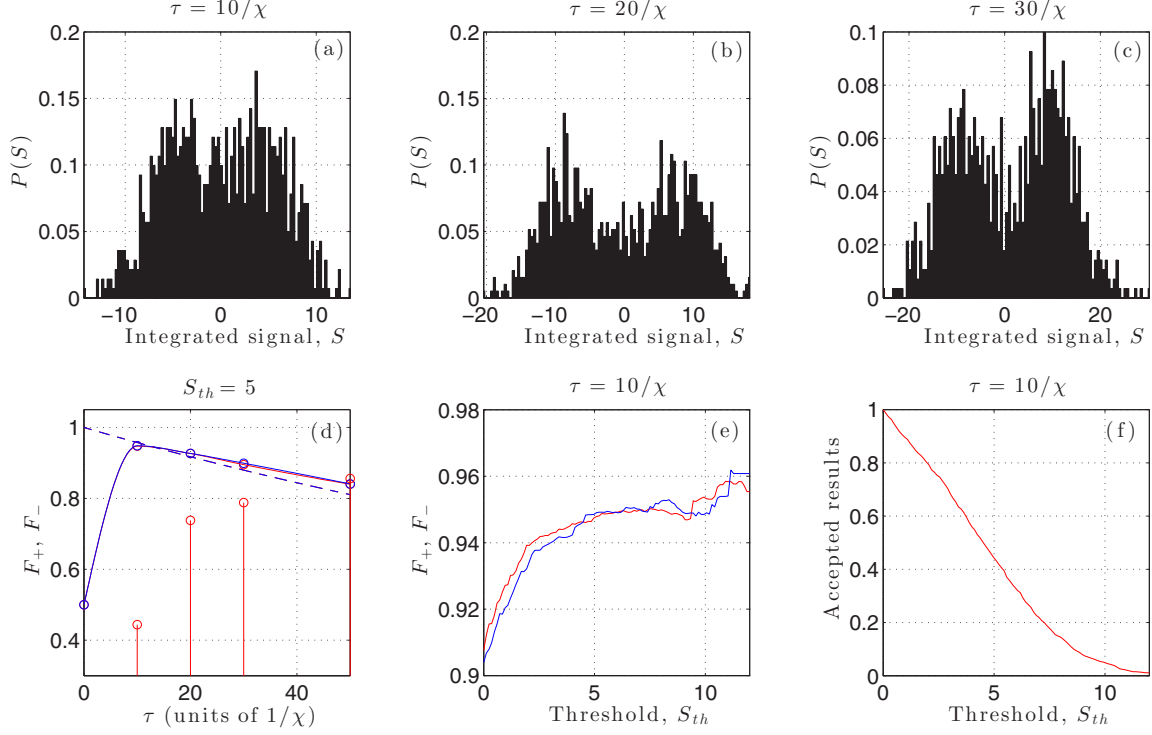 τ = 10/χ
(a)
P(S)
0.2
0.15
0.1
0.05
0
−10 0 10
Integrated signal, S
τ = 20/χ
(b)
P(S)
0.2
0.15
0.1
0.05
0
−20 −10 0 10
Integrated signal, S
τ = 30/χ
(c)
P(S)
0.1
0.08
0.06
0.04
0.02
0
−20 0 20
Integrated signal, S
S_th = 5
(d)
F+, F−
1
0.8
0.6
0.4
0 20 40
τ (units of 1/χ)
τ = 10/χ
(e)
F+, F−
0.98
0.96
0.94
0.92
0.9
0 5 10
Threshold, S_th
τ = 10/χ
(f)
Accepted results
1
0.8
0.6
0.4
0.2
0
0 5 10
Threshold, S_th